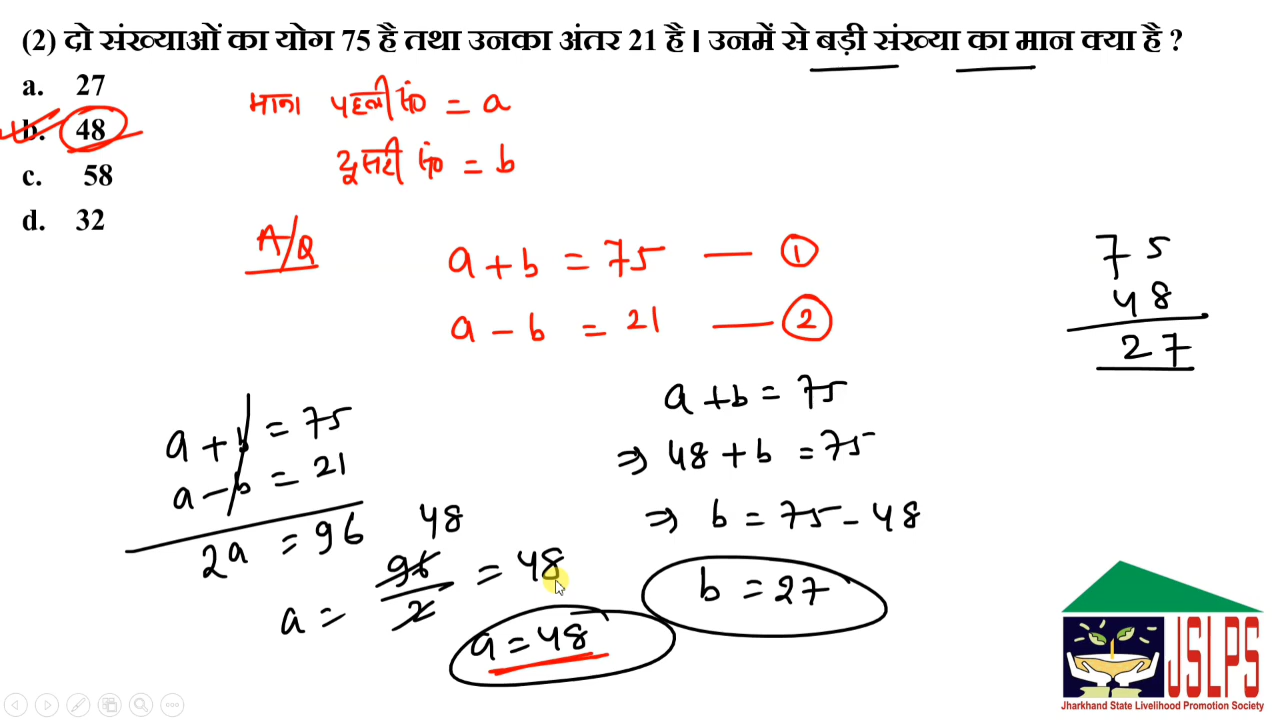 (2) दो संख्याओं का योग 75 है तथा उनका अंतर 21 है। उनमें से बड़ी संख्या का मान क्या है ?
a. 27
b. 48
c. 58
d. 32
माना पहली सं० = a
दूसरी सं० = b
A/Q
a + b = 75 — 1
a - b = 21 — 2
75
48
27
a + b = 75
a - b = 21
2a = 96
48
a = 96/2 = 48
a = 48
a + b = 75
⇒ 48 + b = 75
⇒ b = 75 - 48
b = 27
JSLPS
Jharkhand State Livelihood Promotion Society